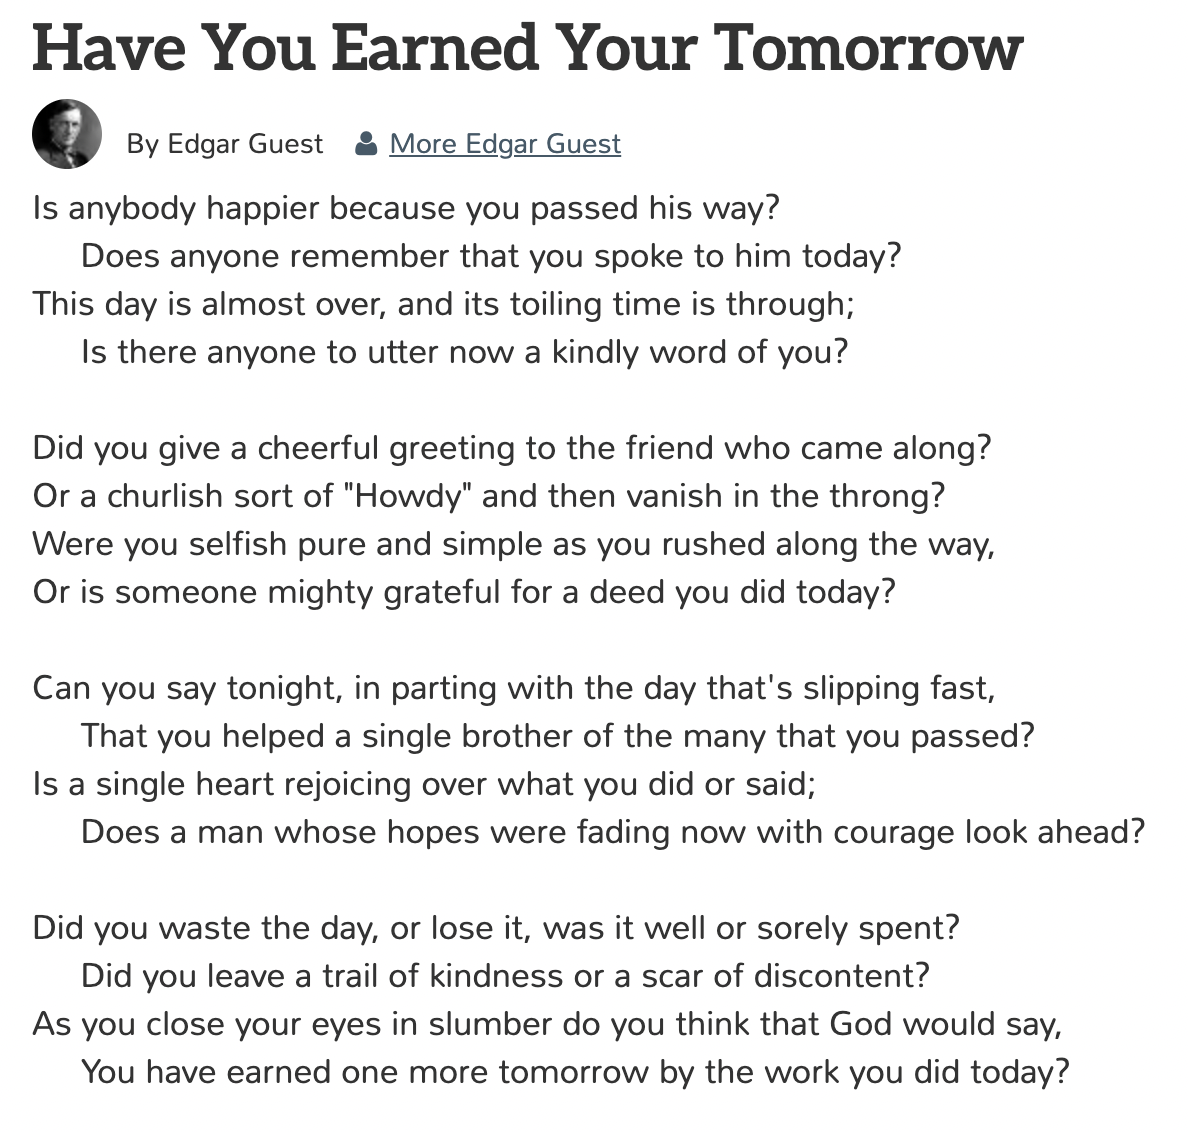 Have You Earned Your Tomorrow
By Edgar Guest More Edgar Guest
Is anybody happier because you passed his way?
Does anyone remember that you spoke to him today?
This day is almost over, and its toiling time is through;
Is there anyone to utter now a kindly word of you?
Did you give a cheerful greeting to the friend who came along?
Or a churlish sort of "Howdy" and then vanish in the throng?
Were you selfish pure and simple as you rushed along the way,
Or is someone mighty grateful for a deed you did today?
Can you say tonight, in parting with the day that's slipping fast,
That you helped a single brother of the many that you passed?
Is a single heart rejoicing over what you did or said;
Does a man whose hopes were fading now with courage look ahead?
Did you waste the day, or lose it, was it well or sorely spent?
Did you leave a trail of kindness or a scar of discontent?
As you close your eyes in slumber do you think that God would say,
You have earned one more tomorrow by the work you did today?